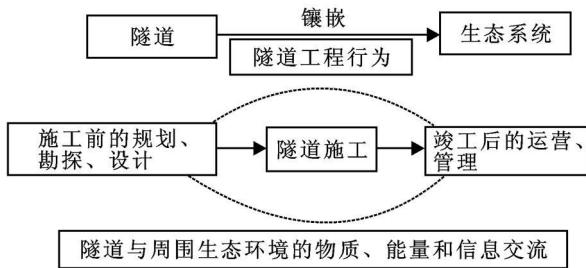 隧道
镶嵌
隧道工程行为
生态系统
施工前的规划、
勘探、设计
隧道施工
竣工后的运营、
管理
隧道与周围生态环境的物质、能量和信息交流